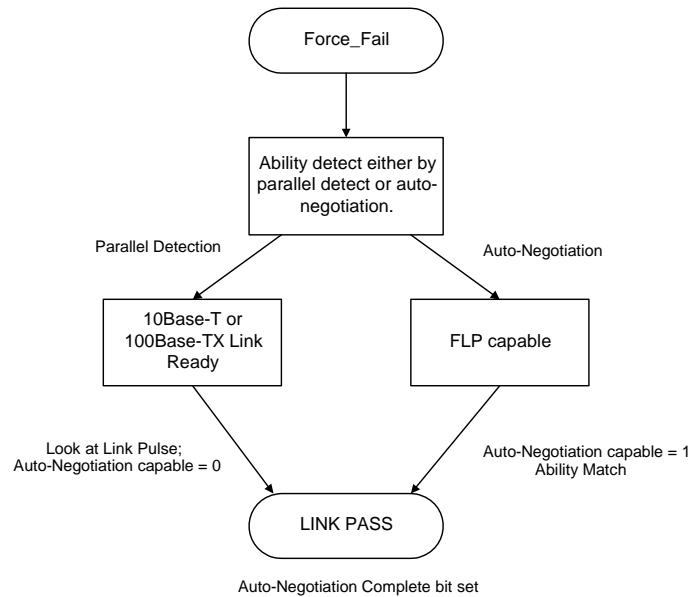 Force_Fail
Ability detect either by
parallel detect or auto-
negotiation.
Parallel Detection
Auto-Negotiation
10Base-T or
100Base-TX Link
Ready
FLP capable
Look at Link Pulse;
Auto-Negotiation capable = 0
Auto-Negotiation capable = 1
Ability Match
LINK PASS
Auto-Negotiation Complete bit set